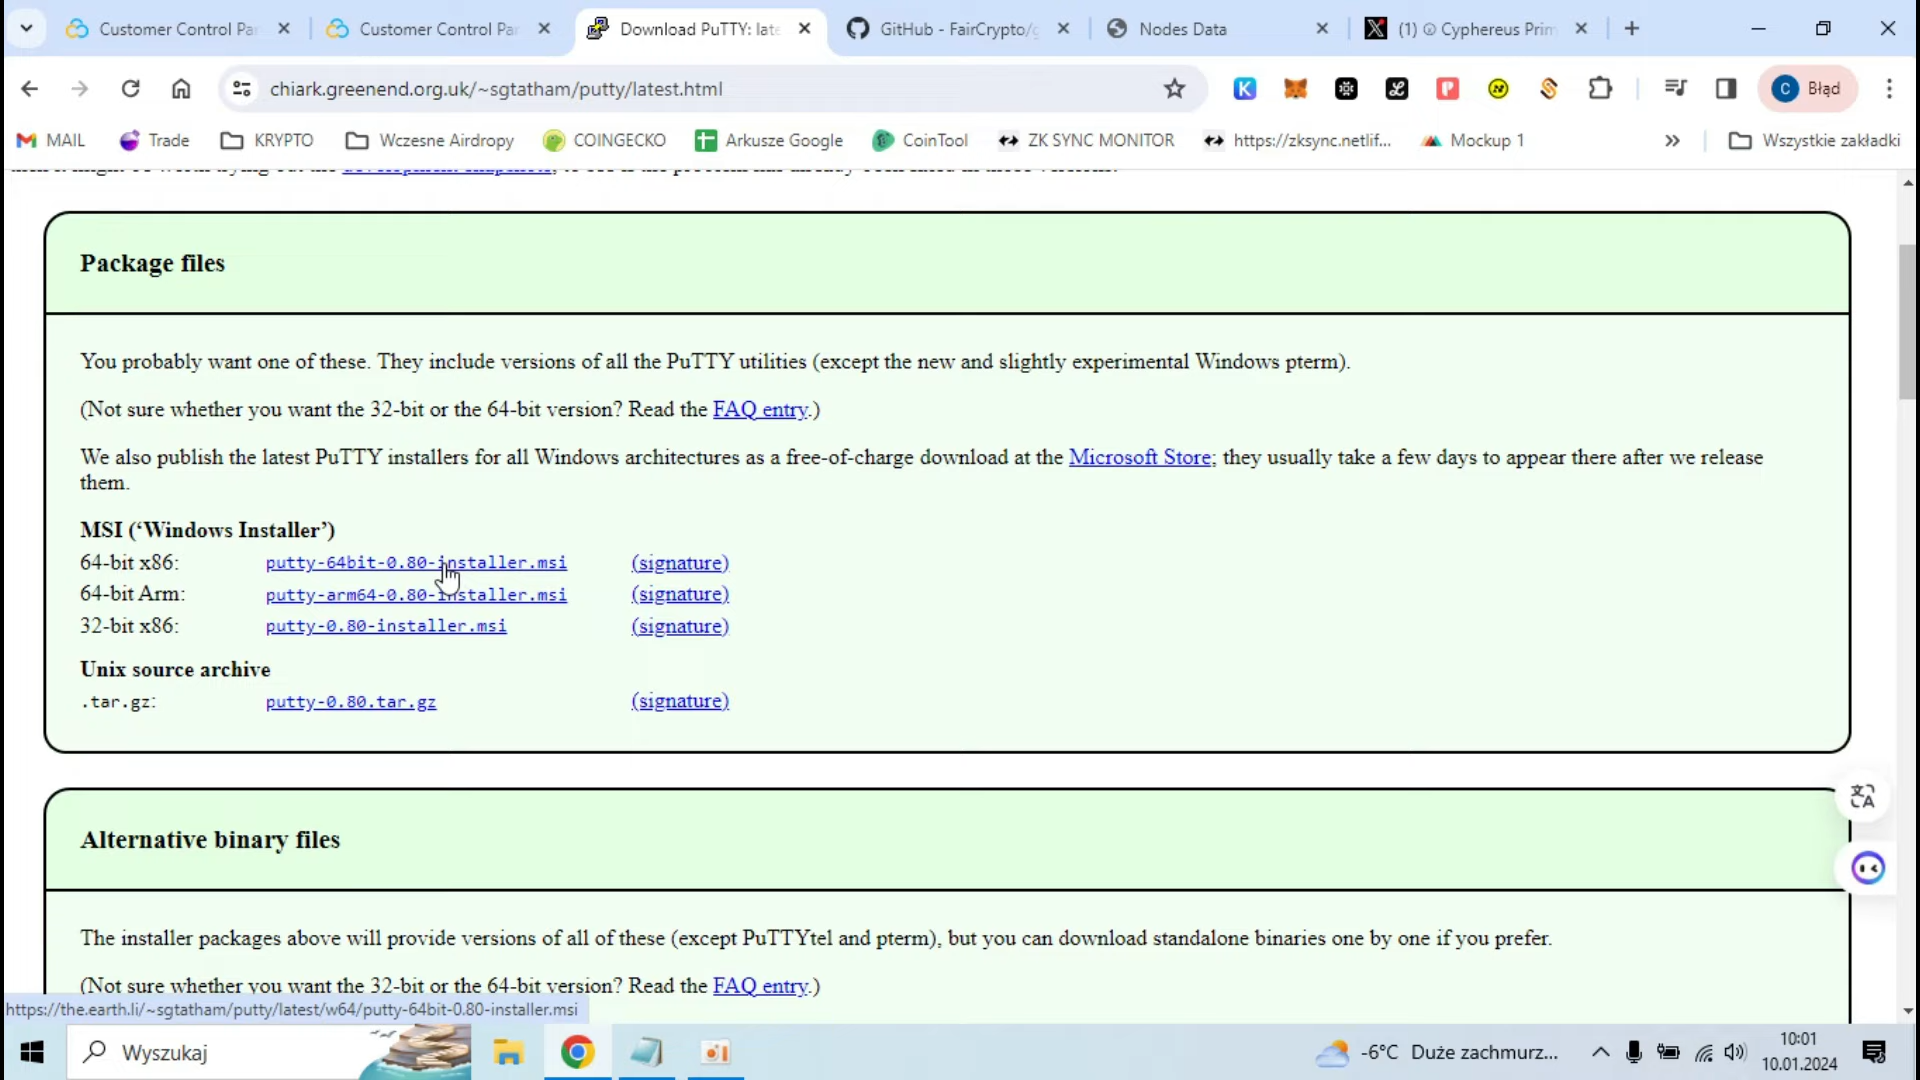 Customer Control Pa
Customer Control Pa
Download PuTTY: late
GitHub - FairCrypto/g
Nodes Data
(1) Cyphereus Prim
chiark.greenend.org.uk/~sgtatham/putty/latest.html
Błąd
MAIL
Trade
KRYPTO
Wczesne Airdropy
COINGECKO
Arkusze Google
CoinTool
ZK SYNC MONITOR
https://zksync.netlif...
Mockup 1
Wszystkie zakładki
Package files
You probably want one of these. They include versions of all the PuTTY utilities (except the new and slightly experimental Windows pterm).
(Not sure whether you want the 32-bit or the 64-bit version? Read the FAQ entry.)
We also publish the latest PuTTY installers for all Windows architectures as a free-of-charge download at the Microsoft Store; they usually take a few days to appear there after we release
them.
MSI (‘Windows Installer’)
64-bit x86: putty-64bit-0.80-installer.msi (signature)
64-bit Arm: putty-arm64-0.80-installer.msi (signature)
32-bit x86: putty-0.80-installer.msi (signature)
Unix source archive
.tar.gz: putty-0.80.tar.gz (signature)
Alternative binary files
The installer packages above will provide versions of all of these (except PuTTYtel and pterm), but you can download standalone binaries one by one if you prefer.
(Not sure whether you want the 32-bit or the 64-bit version? Read the FAQ entry.)
https://the.earth.li/~sgtatham/putty/latest/w64/putty-64bit-0.80-installer.msi
Wyszukaj
-6°C Duże zachmurz...
10:01
10.01.2024